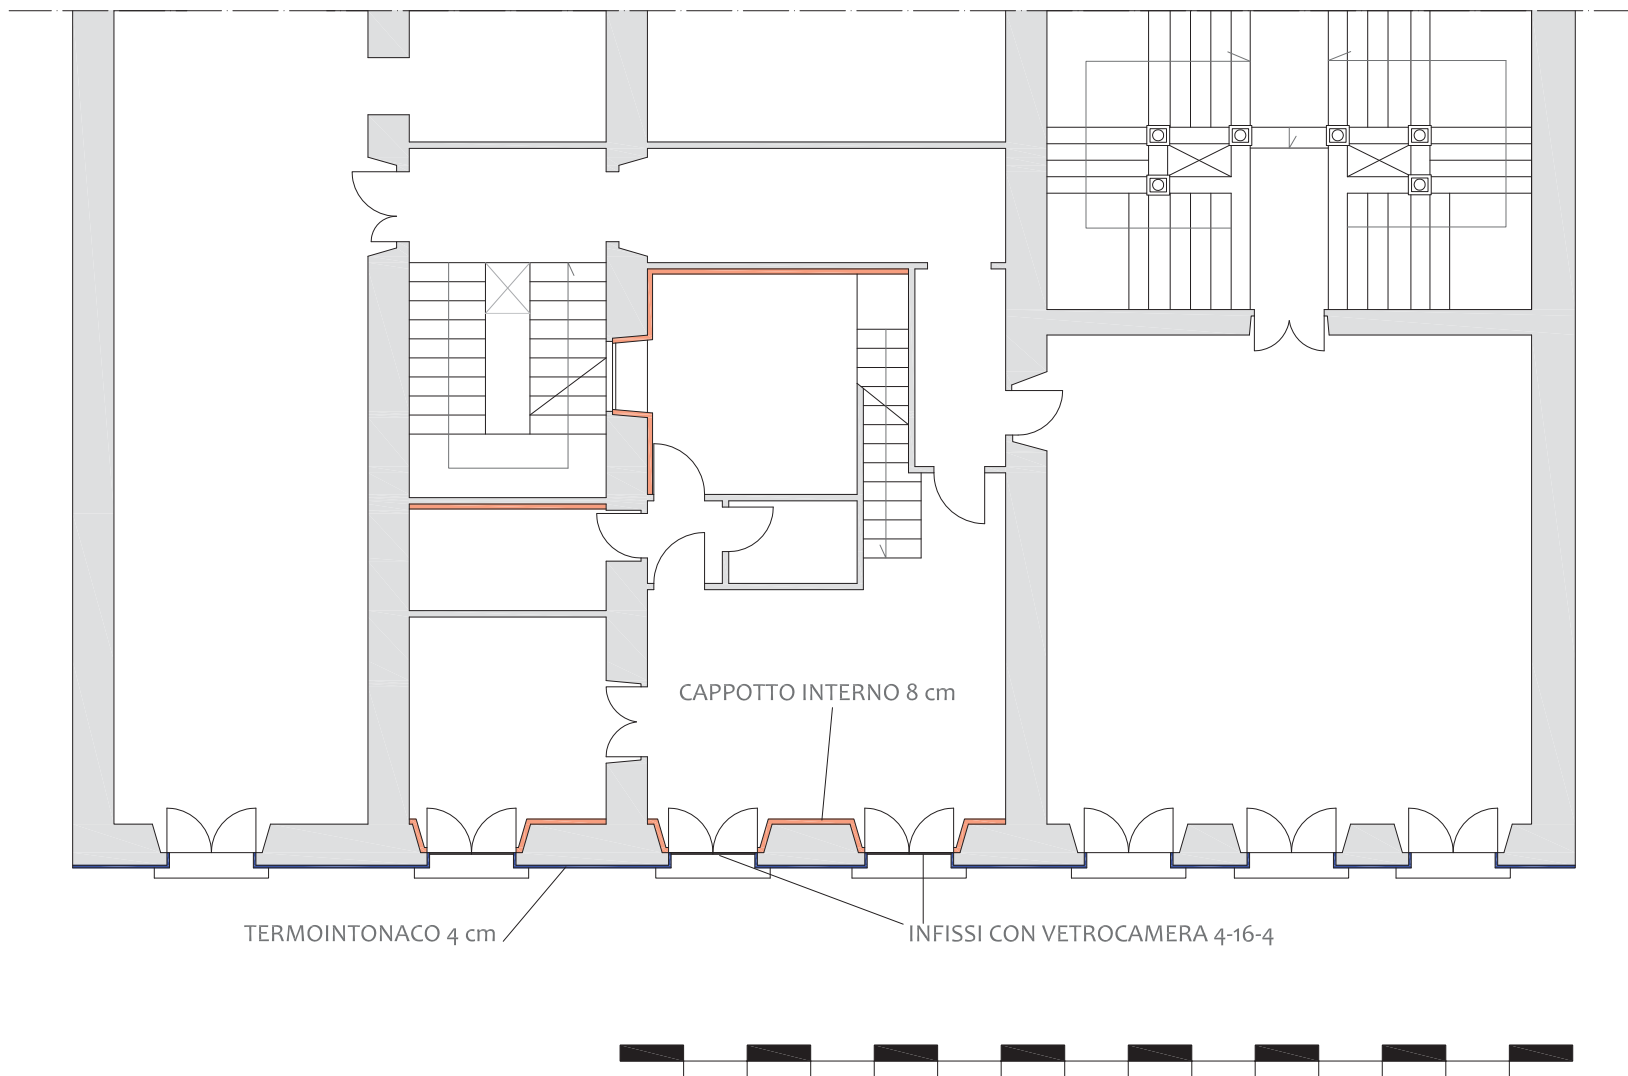 CAPPOTTO INTERNO 8 cm
TERMOINTONACO 4 cm
INFISSI CON VETROCAMERA 4-16-4